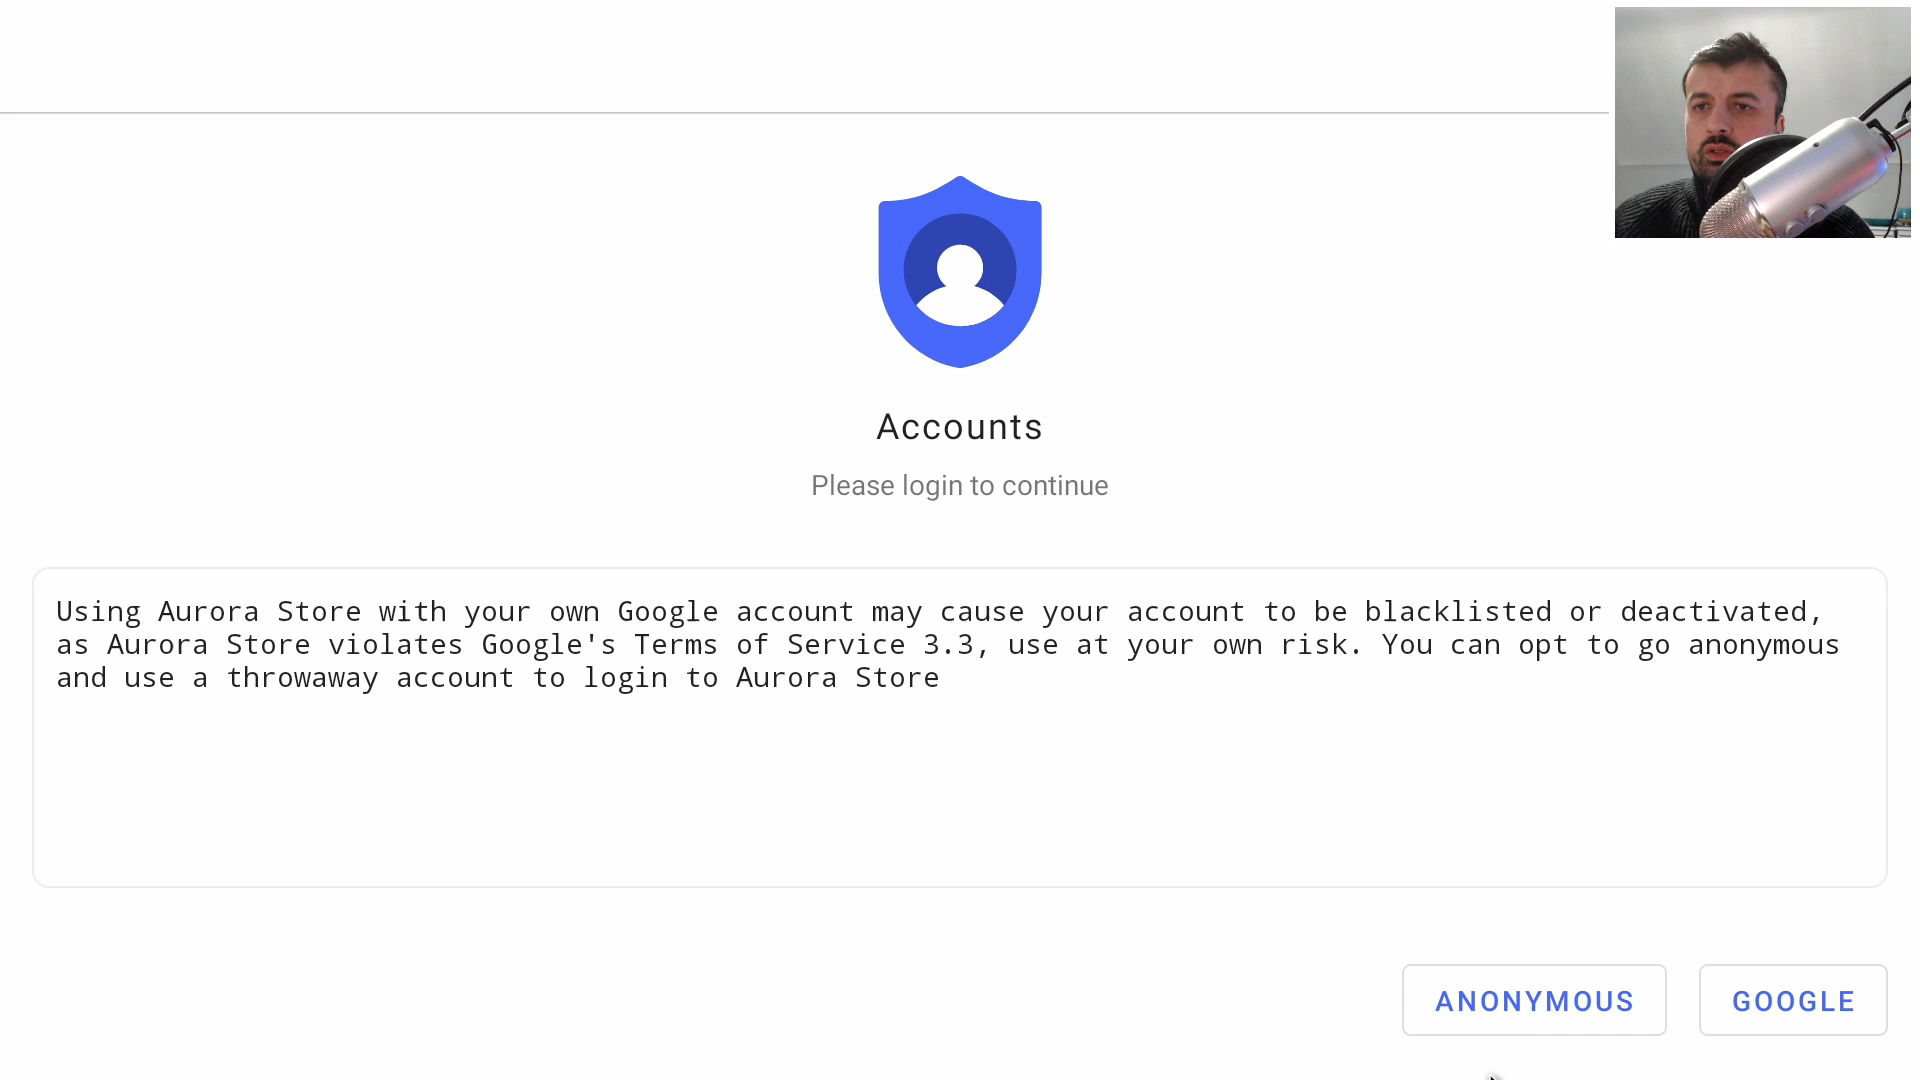 Accounts
Please login to continue
Using Aurora Store with your own Google account may cause your account to be blacklisted or deactivated,
as Aurora Store violates Google's Terms of Service 3.3, use at your own risk. You can opt to go anonymous
and use a throwaway account to login to Aurora Store
ANONYMOUS
GOOGLE